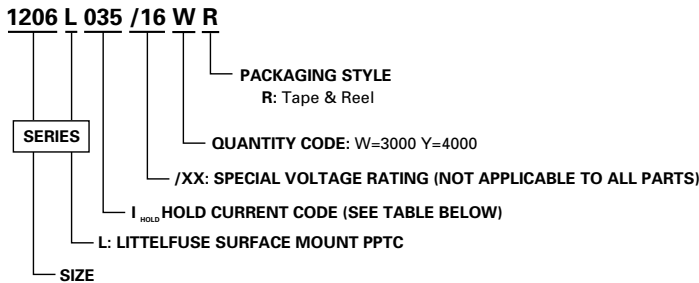 1206 L 035 /16 W R
PACKAGING STYLE
R: Tape & Reel
SERIES
QUANTITY CODE: W=3000 Y=4000
/XX: SPECIAL VOLTAGE RATING (NOT APPLICABLE TO ALL PARTS)
I HOLD HOLD CURRENT CODE (SEE TABLE BELOW)
L: LITTELFUSE SURFACE MOUNT PPTC
SIZE